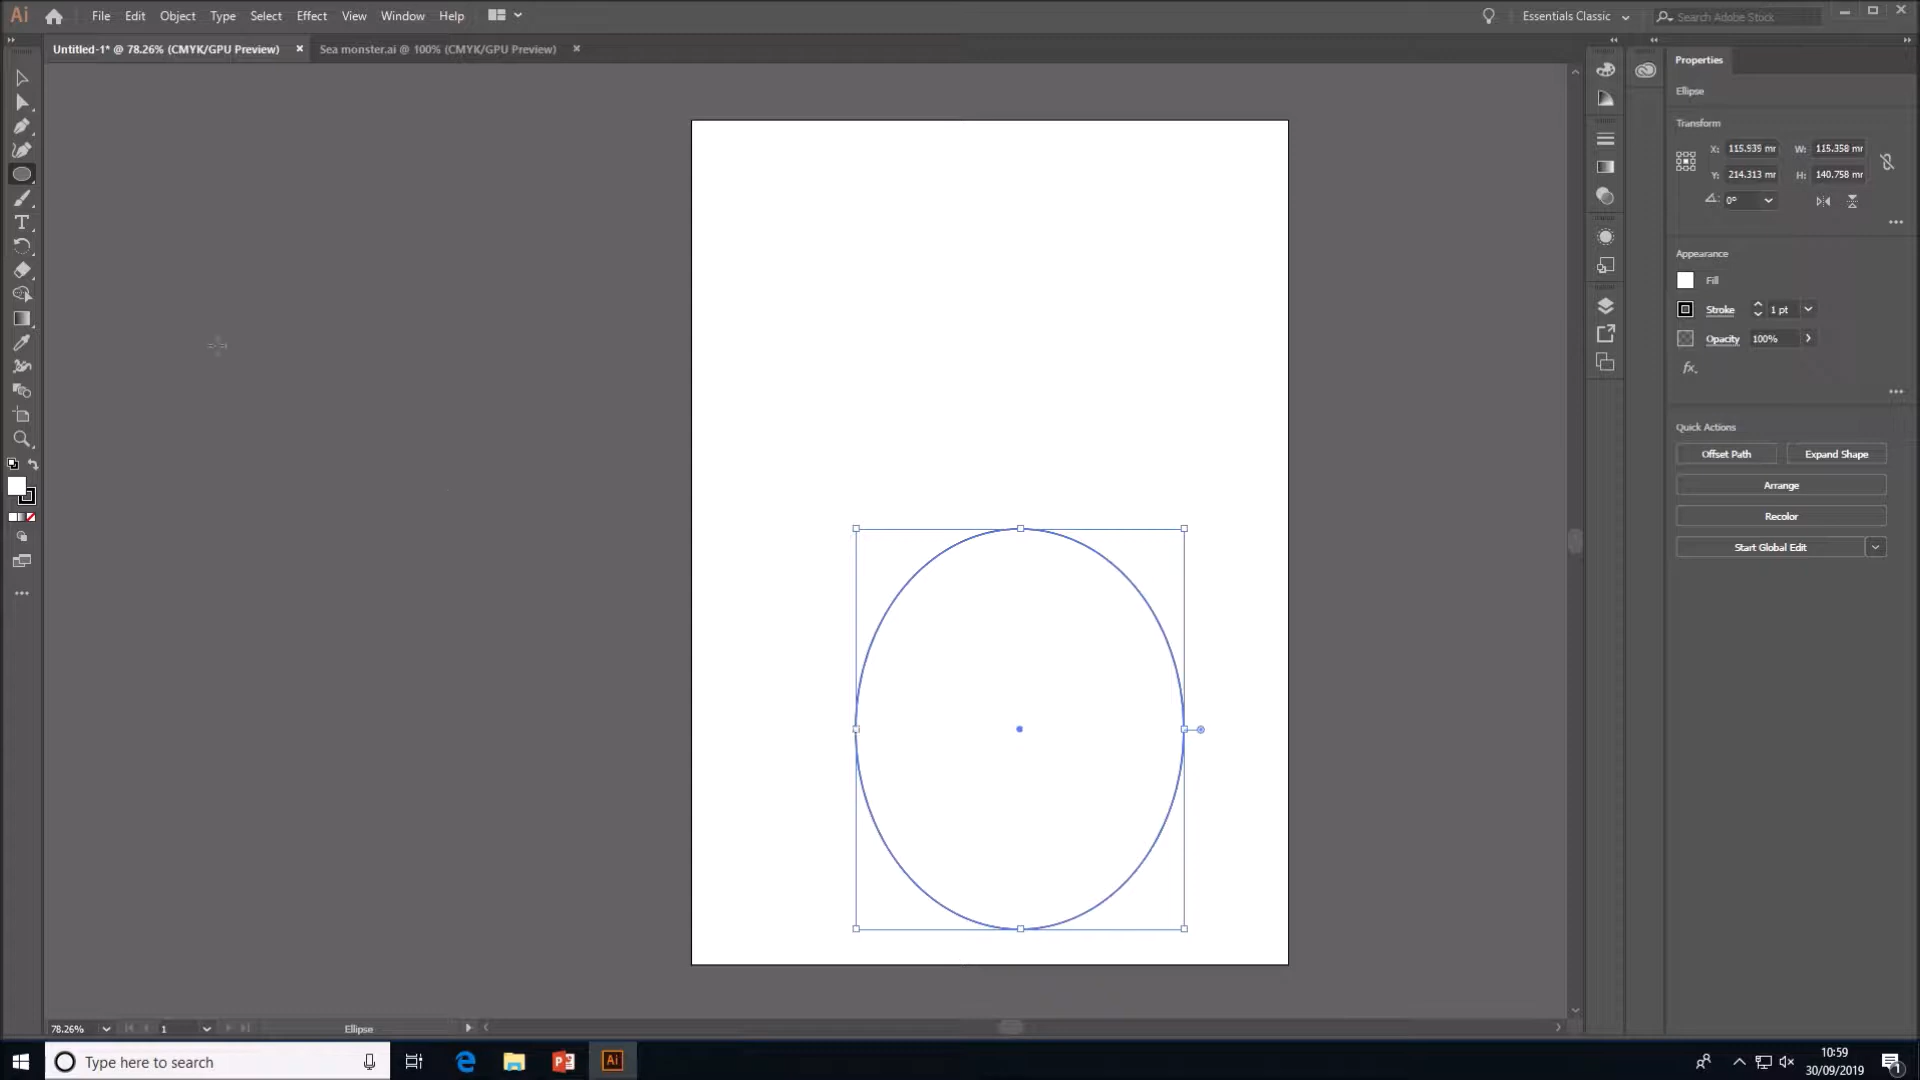 Ai File Edit Object Type Select Effect View Window Help Essentials Classic Search Adobe Stock
Untitled-1* @ 78.26% (CMYK/GPU Preview) × Sea monster.ai @ 100% (CMYK/GPU Preview) ×
Properties
Ellipse
Transform
X: 115.939 mr W: 115.358 mr
Y: 214.313 mr H: 140.758 mr
0°
Appearance
Fill
Stroke 1 pt
Opacity 100%
fx.
Quick Actions
Offset Path Expand Shape
Arrange
Recolor
Start Global Edit
78.26% 1 Ellipse
Type here to search
Ai
10:59
30/09/2019
1